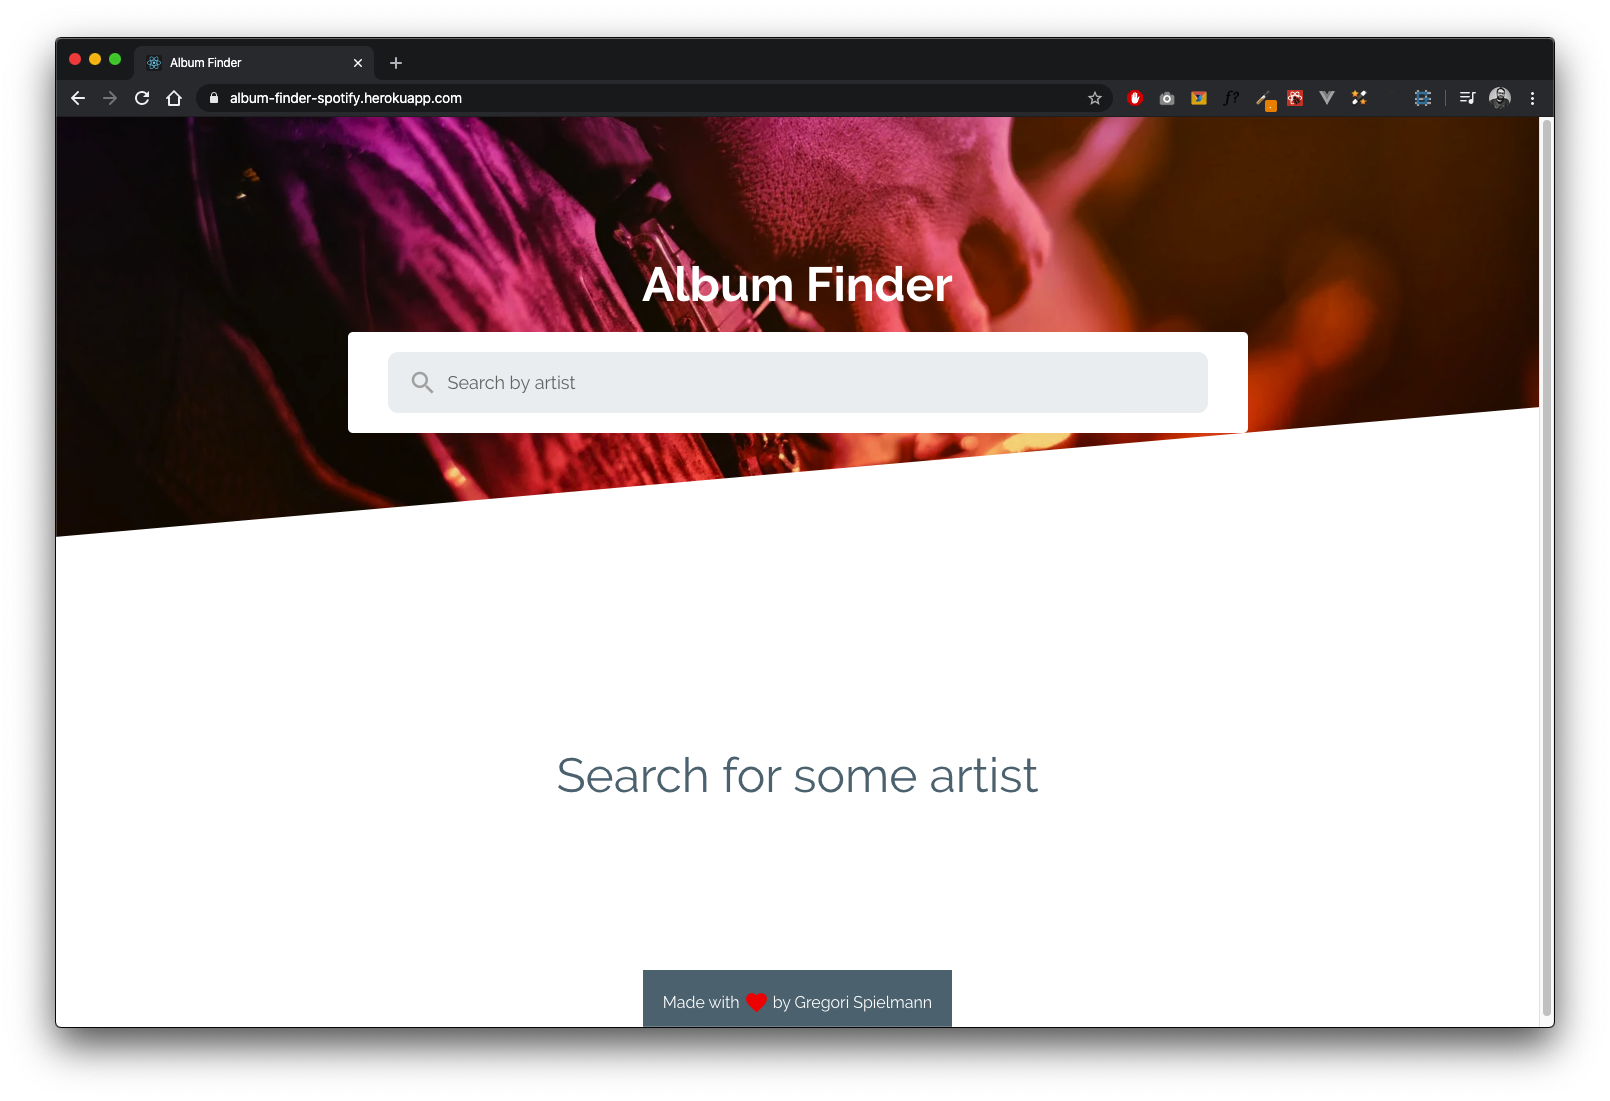 Album Finder
album-finder-spotify.herokuapp.com
f?
Album Finder
Search by artist
Search for some artist
Made with ❤ by Gregori Spielmann